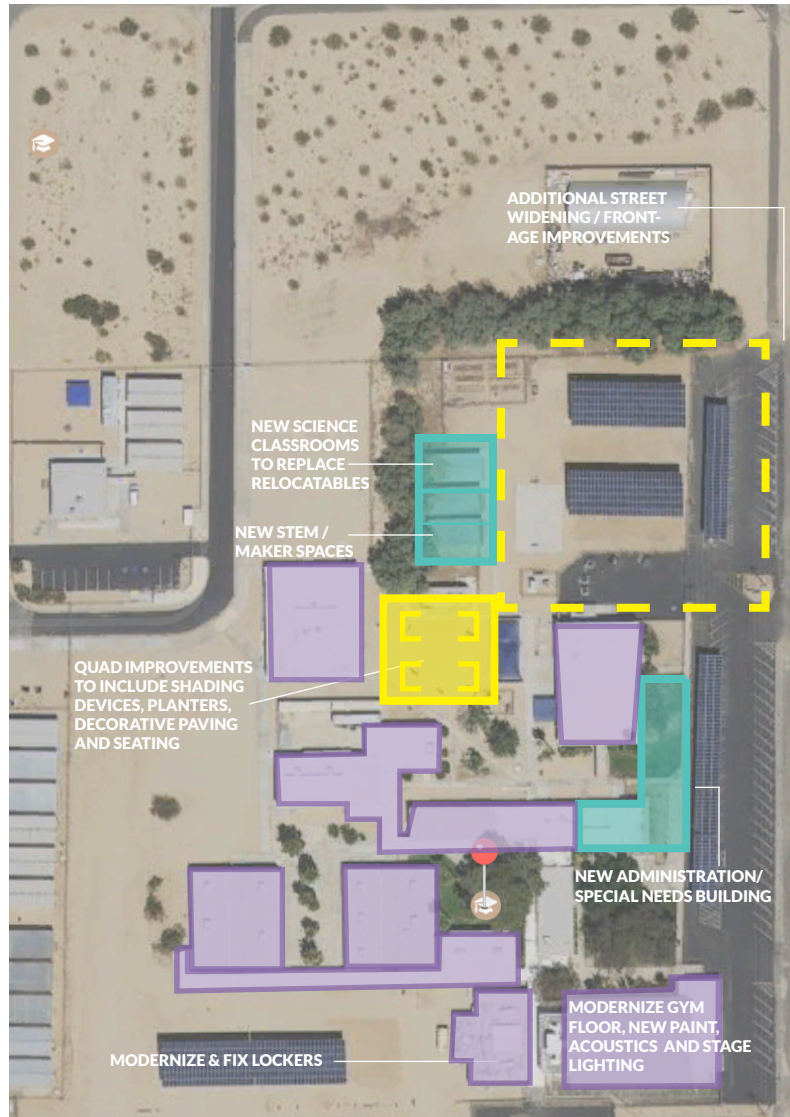 ADDITIONAL STREET
WIDENING / FRONT-
AGE IMPROVEMENTS
NEW SCIENCE
CLASSROOMS
TO REPLACE
RELOCATABLES
NEW STEM /
MAKER SPACES
QUAD IMPROVEMENTS
TO INCLUDE SHADING
DEVICES, PLANTERS,
DECORATIVE PAVING
AND SEATING
NEW ADMINISTRATION/
SPECIAL NEEDS BUILDING
MODERNIZE GYM
FLOOR, NEW PAINT,
ACOUSTICS AND STAGE
LIGHTING
MODERNIZE & FIX LOCKERS